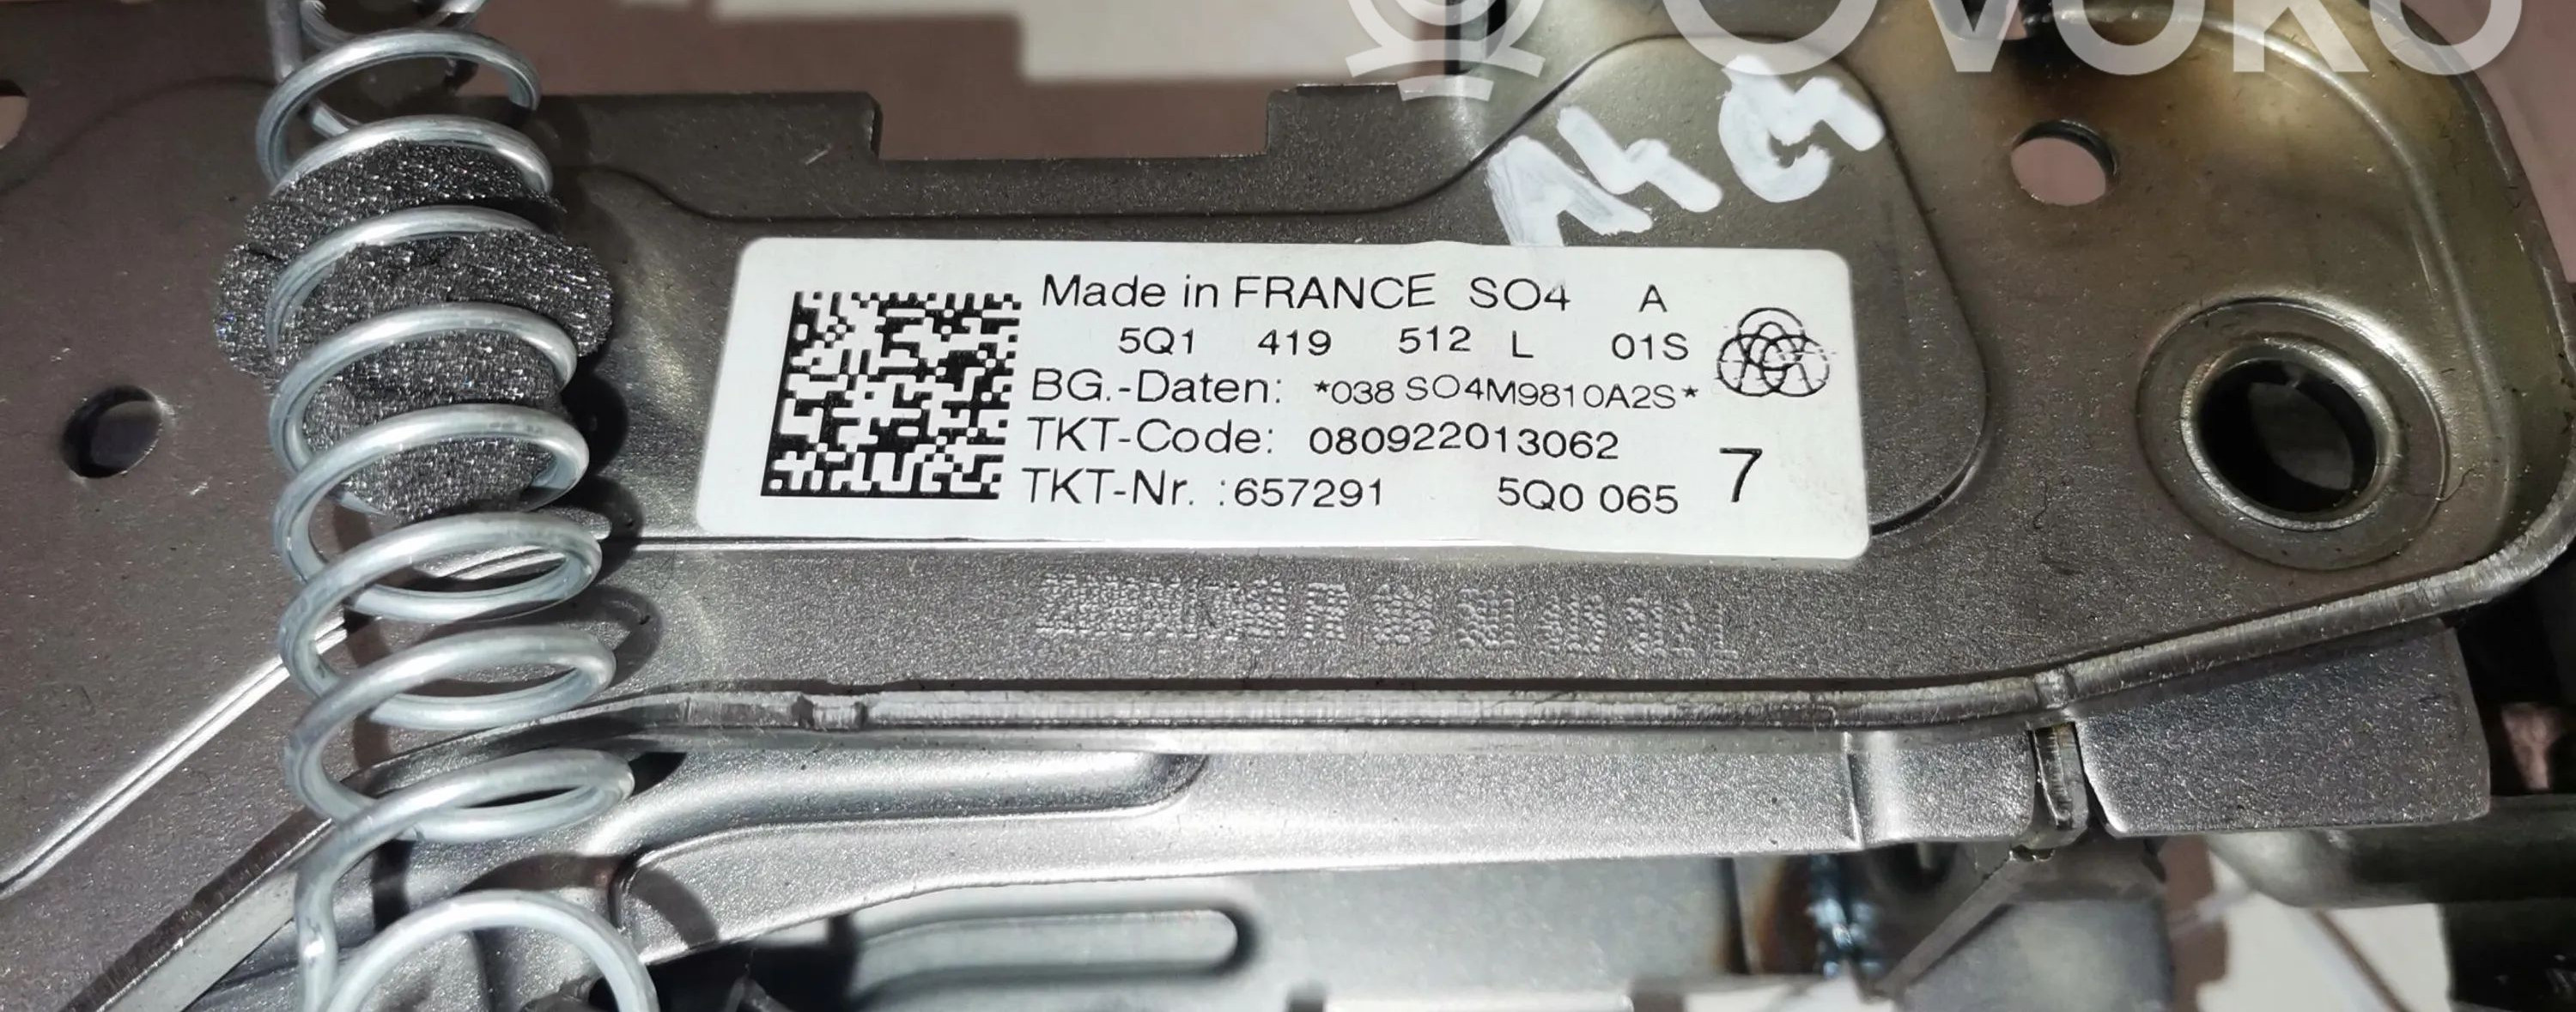 OVOKO
Made in FRANCE SO4 A
5Q1 419 512 L 01S
BG.-Daten: *038 SO4M9810A2S*
TKT-Code: 080922013062
TKT-Nr. :657291 5Q0 065 7